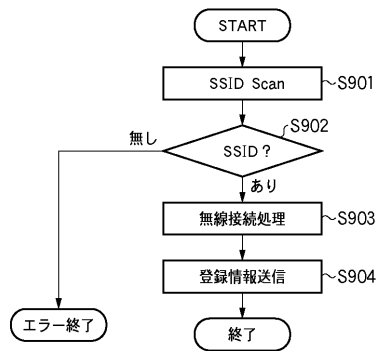 START
SSID Scan
S901
S902
無し
SSID?
あり
無線接続処理
S903
登録情報送信
S904
エラー終了
終了